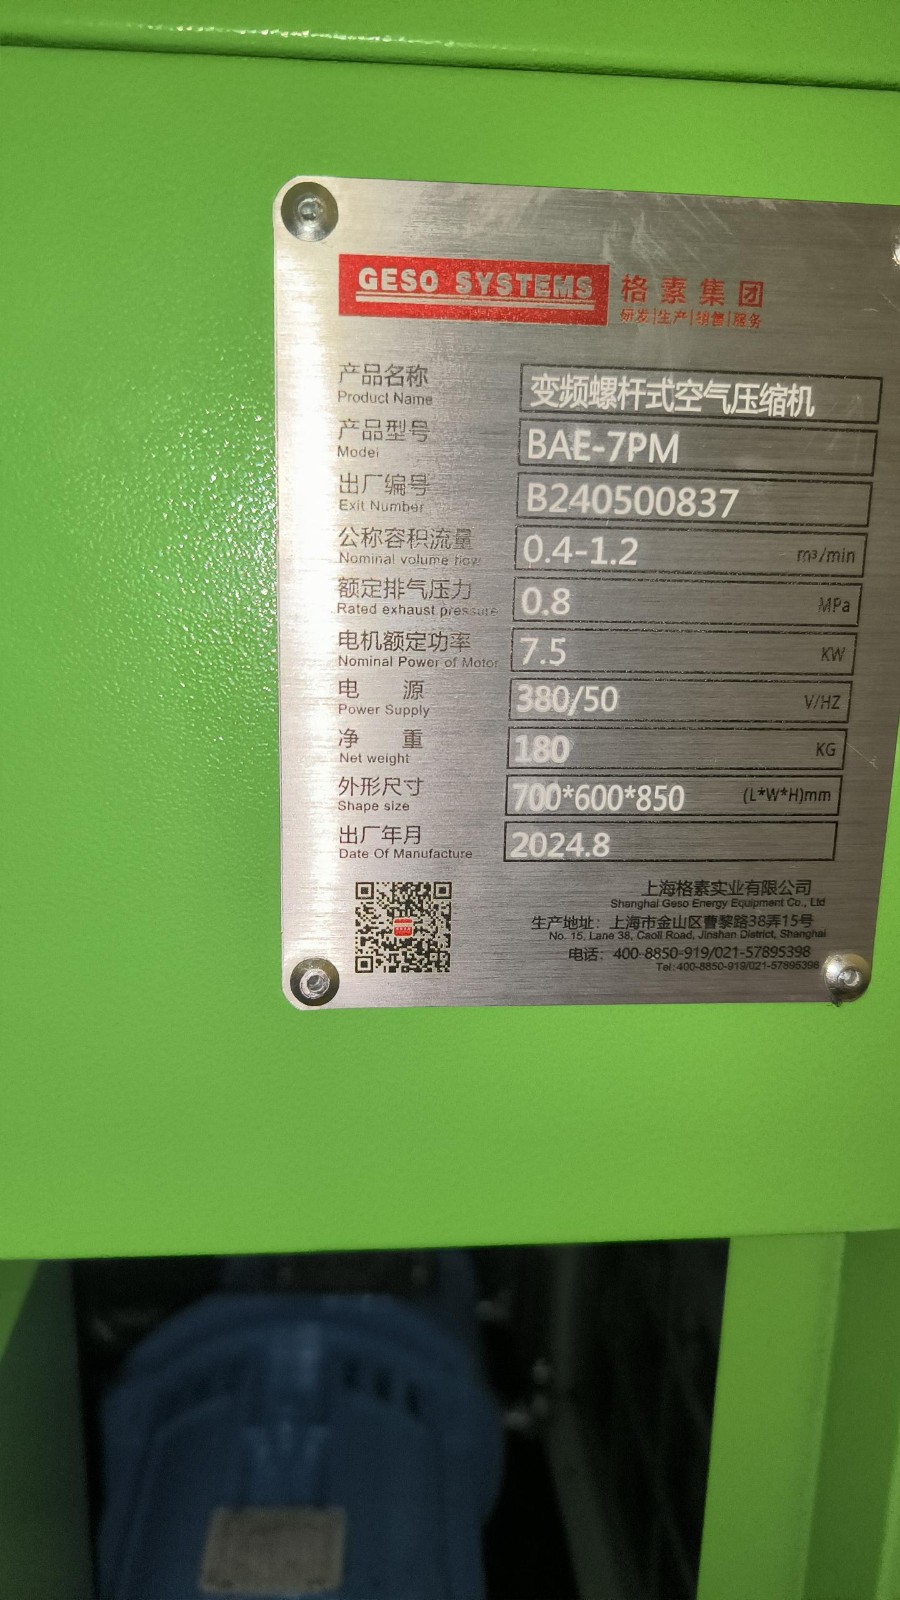 GESO SYSTEMS 格素集团
研发|生产|销售|服务
产品名称 变频螺杆式空气压缩机
Product Name
产品型号 BAE-7PM
Model
出厂编号 B240500837
Exit Number
公称容积流量 0.4-1.2 m³/min
Nominal volume flow
额定排气压力 0.8 MPa
Rated exhaust pressure
电机额定功率 7.5 KW
Nominal Power of Motor
电 源 380/50 V/HZ
Power Supply
净 重 180 KG
Net weight
外形尺寸 700*600*850 (L*W*H)mm
Shape size
出厂年月 2024.8
Date Of Manufacture
上海格素实业有限公司
Shanghai Geso Energy Equipment Co., Ltd
生产地址：上海市金山区曹黎路38弄15号
No. 15, Lane 38, Caoli Road, Jinshan District, Shanghai
电话：400-8850-919/021-57895398
Tel:400-8850-919/021-57895398